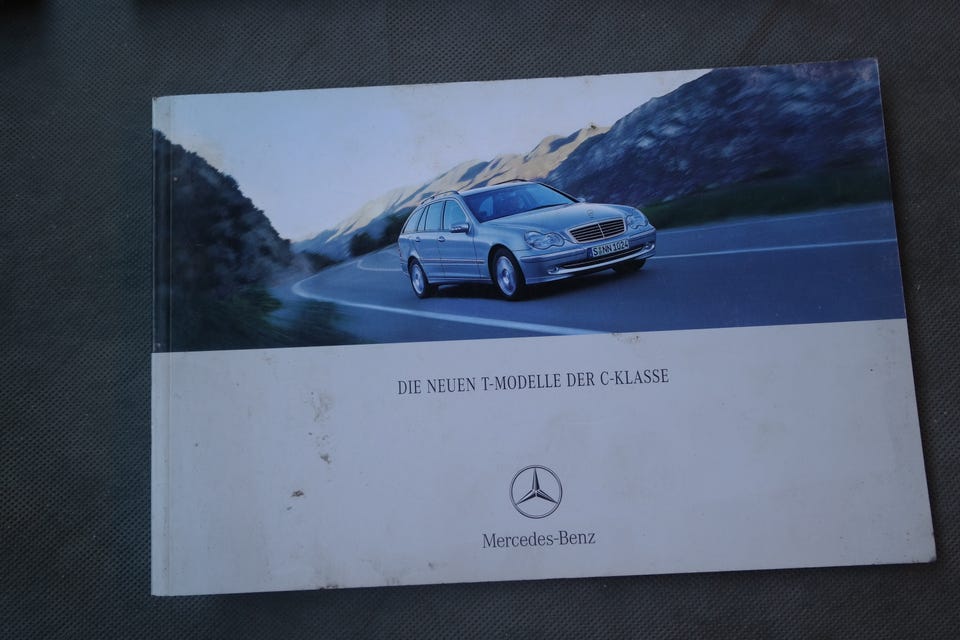 S NN 1024
DIE NEUEN T-MODELLE DER C-KLASSE
Mercedes-Benz